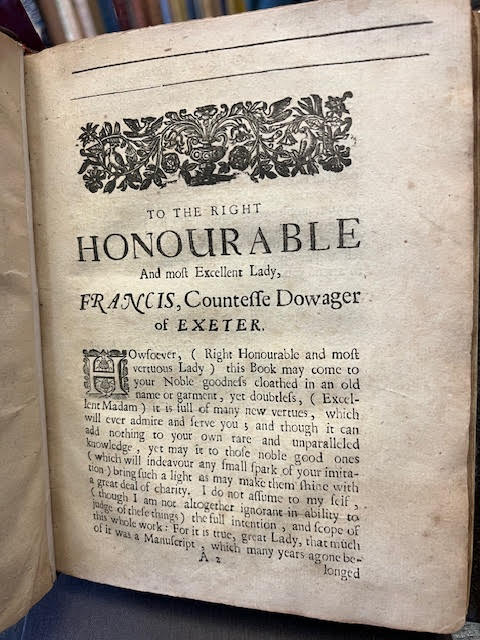 TO THE RIGHT
HONOURABLE
And moſt Excellent Lady,
FRANCIS, Counteſſe Dowager
of EXETER.
HOwſoever, ( Right Honourable and moſt
vertuous Lady ) this Book may come to
your Noble goodneſs cloathed in an old
name or garment, yet doubtleſs, ( Excel-
lent Madam ) it is full of many new vertues, which
will ever admire and ſerve you ; and though it can
add nothing to your own rare and unparalleled
knowledge, yet may it to thoſe noble good ones
( which will indeavour any ſmall ſpark of your imita-
tion ) bring ſuch a light as may make them ſhine with
a great deal of charity. I do not aſſume to my ſelf ,
( though I am not altogether ignorant in ability to
judge of theſe things ) the full intention , and ſcope of
this whole work : For it is true, great Lady, that much
of it was a Manuſcript , which many years agone be-
A 2
longed